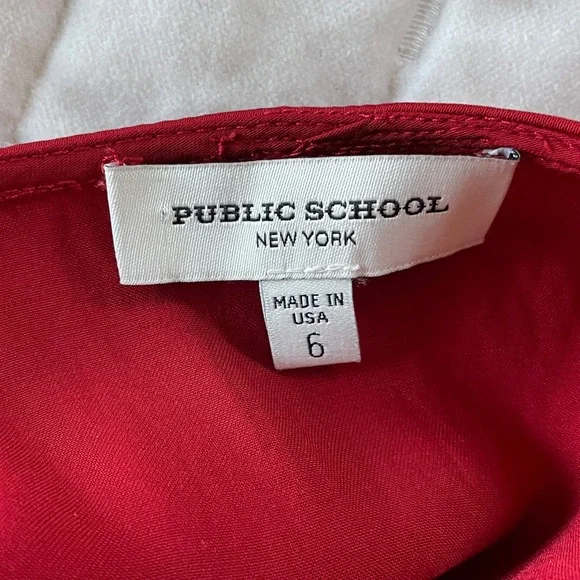 PUBLIC SCHOOL
NEW YORK
MADE IN
USA
6